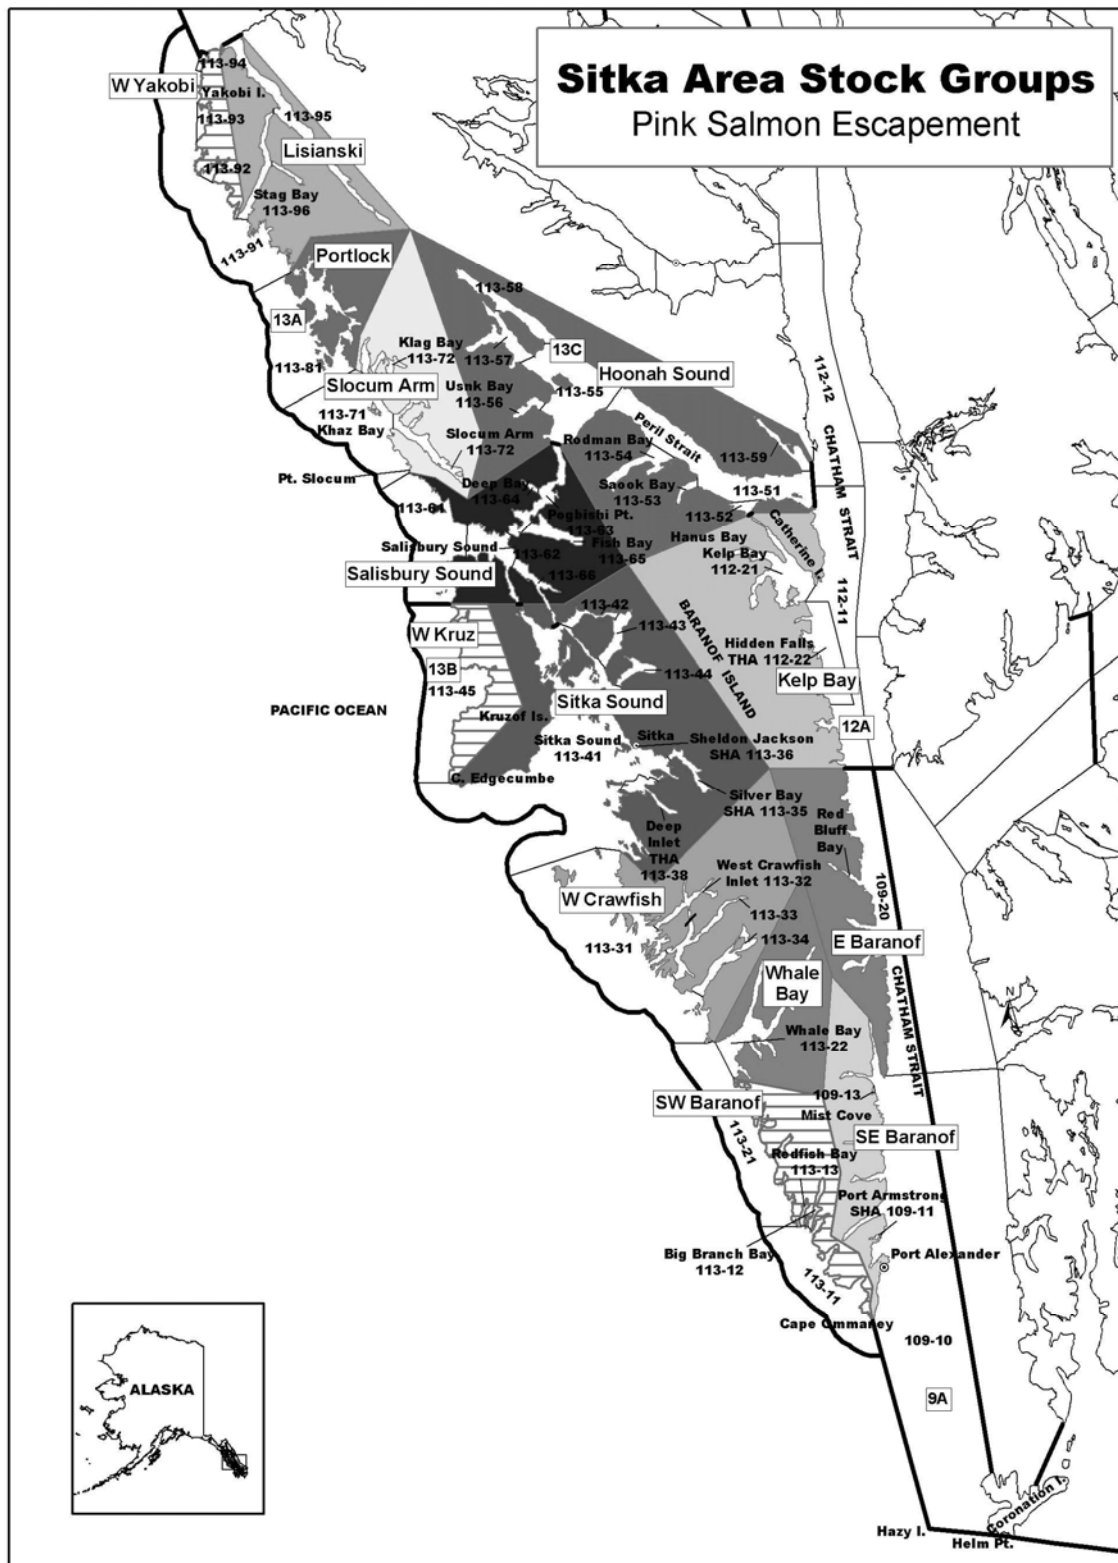 Sitka Area Stock Groups
Pink Salmon Escapement
113-94
W Yakobi
Yakobi I.
113-93
113-95
Lisianski
113-92
Stag Bay
113-96
113-91
Portlock
113-58
13A
Klag Bay
113-72
113-57
13C
113-81
Slocum Arm
Usnk Bay
113-56
113-55
Hoonah Sound
112-12
113-71
Khaz Bay
Slocum Arm
113-72
Rodman Bay
113-54
Peril Strait
113-59
CHATHAM STRAIT
Pt. Slocum
Deep Bay
113-64
Saook Bay
113-53
113-51
113-61
Pogbishi Pt.
113-63
113-52
Catherine I.
Salisbury Sound
113-62
Fish Bay
113-65
Hanus Bay
Kelp Bay
112-21
Salisbury Sound
113-66
112-11
113-42
W Kruz
113-43
BARANOF ISLAND
Hidden Falls
THA 112-22
13B
113-45
113-44
Kelp Bay
PACIFIC OCEAN
Kruzof Is.
Sitka Sound
12A
Sitka Sound
113-41
Sitka
Sheldon Jackson
SHA 113-36
C. Edgecumbe
Silver Bay
SHA 113-35
Red
Bluff
Bay
Deep
Inlet
THA
113-38
West Crawfish
Inlet 113-32
109-20
W Crawfish
113-33
113-31
113-34
E Baranof
Whale
Bay
CHATHAM STRAIT
N
Whale Bay
113-22
SW Baranof
109-13
Mist Cove
SE Baranof
113-21
Redfish Bay
113-13
Port Armstrong
SHA 109-11
Big Branch Bay
113-12
Port Alexander
113-11
Cape Ommaney
109-10
ALASKA
9A
Coronation I.
Hazy I.
Helm Pt.